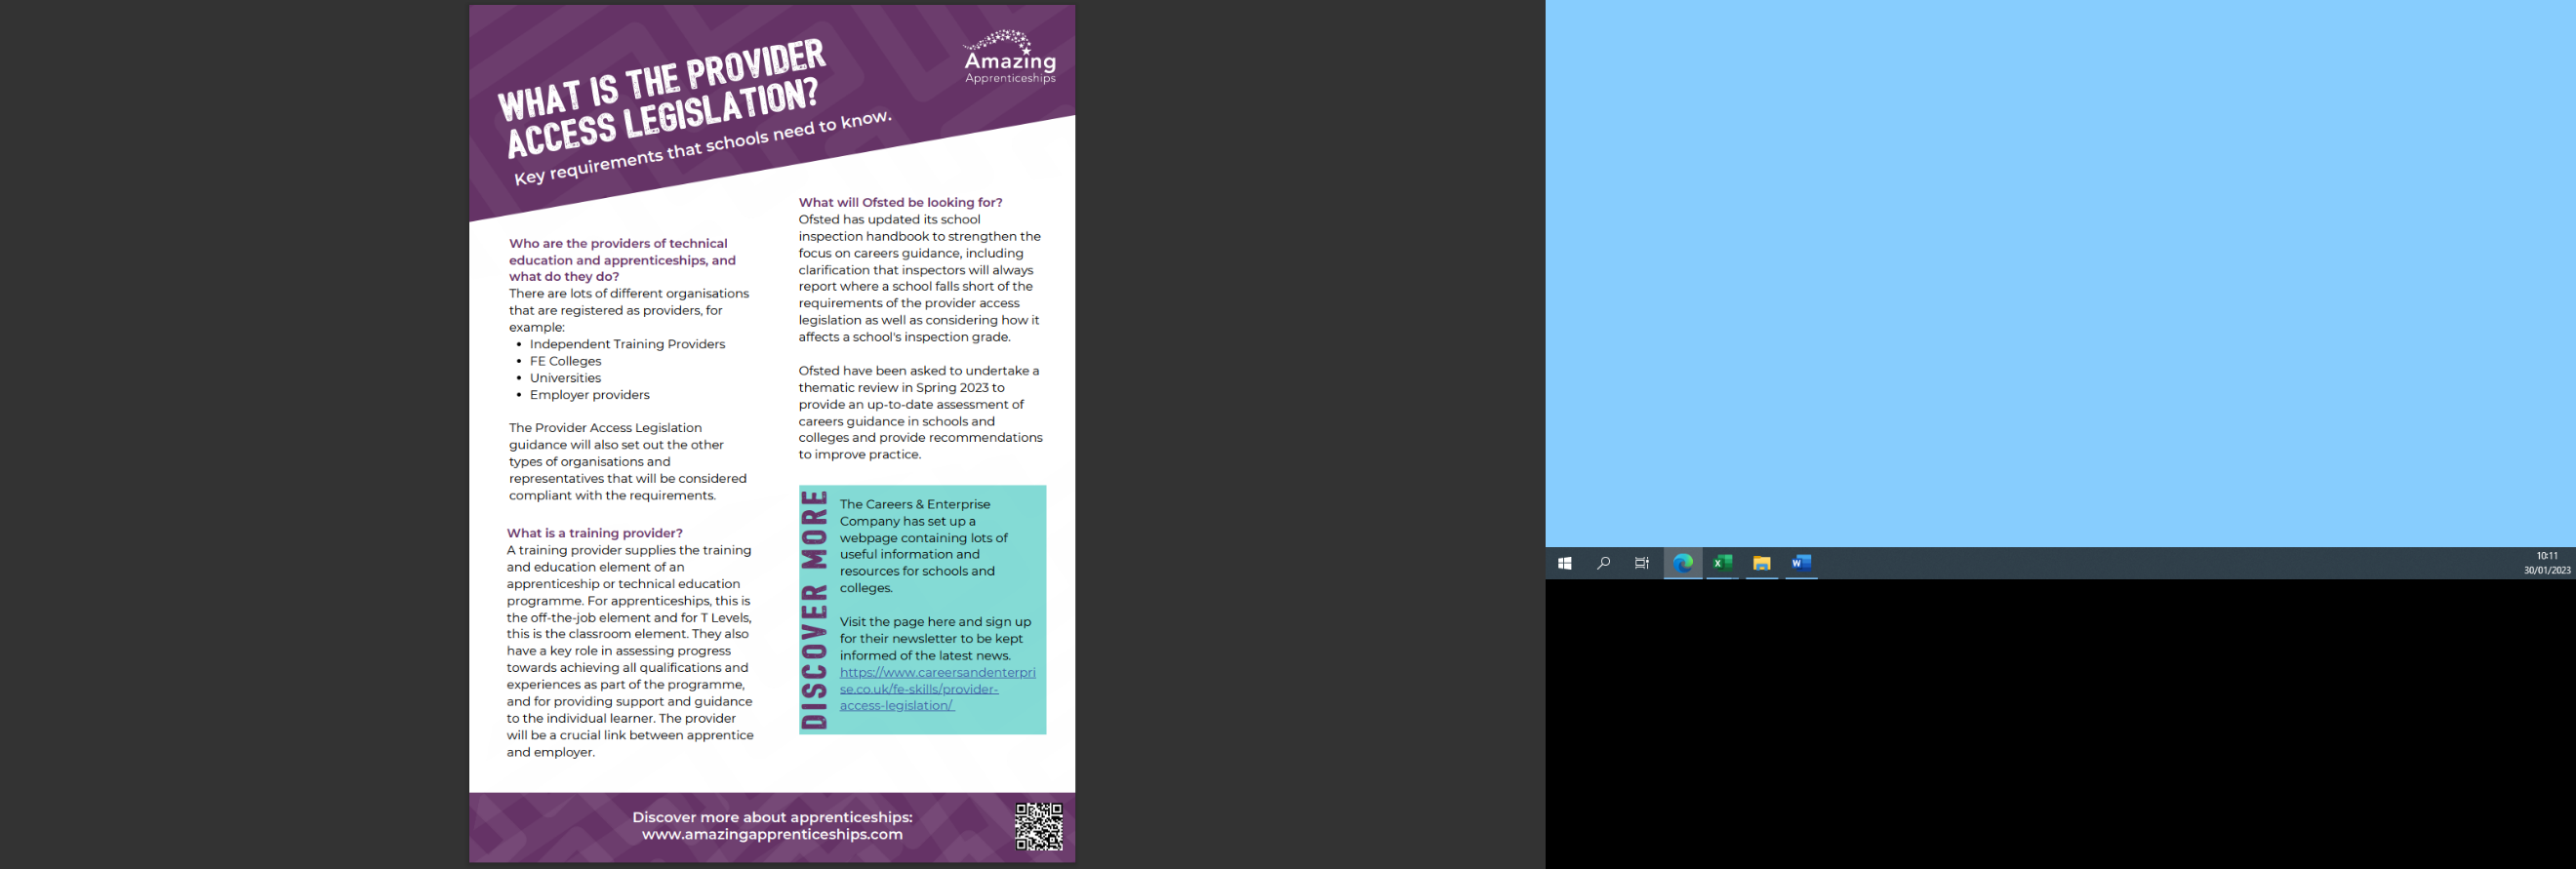 WHAT IS THE PROVIDER
ACCESS LEGISLATION?
Key requirements that schools need to know.
Amazing
Apprenticeships
Who are the providers of technical
education and apprenticeships, and
what do they do?
There are lots of different organisations
that are registered as providers, for
example:
• Independent Training Providers
• FE Colleges
• Universities
• Employer providers
The Provider Access Legislation
guidance will also set out the other
types of organisations and
representatives that will be considered
compliant with the requirements.
What is a training provider?
A training provider supplies the training
and education element of an
apprenticeship or technical education
programme. For apprenticeships, this is
the off-the-job element and for T Levels,
this is the classroom element. They also
have a key role in assessing progress
towards achieving all qualifications and
experiences as part of the programme,
and for providing support and guidance
to the individual learner. The provider
will be a crucial link between apprentice
and employer.
What will Ofsted be looking for?
Ofsted has updated its school
inspection handbook to strengthen the
focus on careers guidance, including
clarification that inspectors will always
report where a school falls short of the
requirements of the provider access
legislation as well as considering how it
affects a school's inspection grade.
Ofsted have been asked to undertake a
thematic review in Spring 2023 to
provide an up-to-date assessment of
careers guidance in schools and
colleges and provide recommendations
to improve practice.
DISCOVER MORE
The Careers & Enterprise
Company has set up a
webpage containing lots of
useful information and
resources for schools and
colleges.
Visit the page here and sign up
for their newsletter to be kept
informed of the latest news.
https://www.careersandenterpri
se.co.uk/fe-skills/provider-
access-legislation/
Discover more about apprenticeships:
www.amazingapprenticeships.com
10:11
30/01/2023